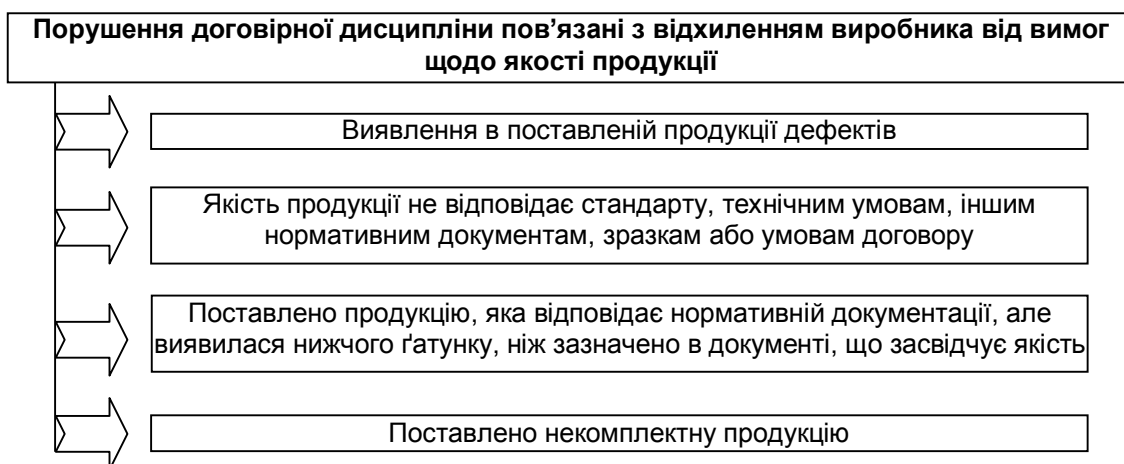 Порушення договірної дисципліни пов’язані з відхиленням виробника від вимог
щодо якості продукції
Виявлення в поставленій продукції дефектів
Якість продукції не відповідає стандарту, технічним умовам, іншим
нормативним документам, зразкам або умовам договору
Поставлено продукцію, яка відповідає нормативній документації, але
виявилася нижчого ґатунку, ніж зазначено в документі, що засвідчує якість
Поставлено некомплектну продукцію